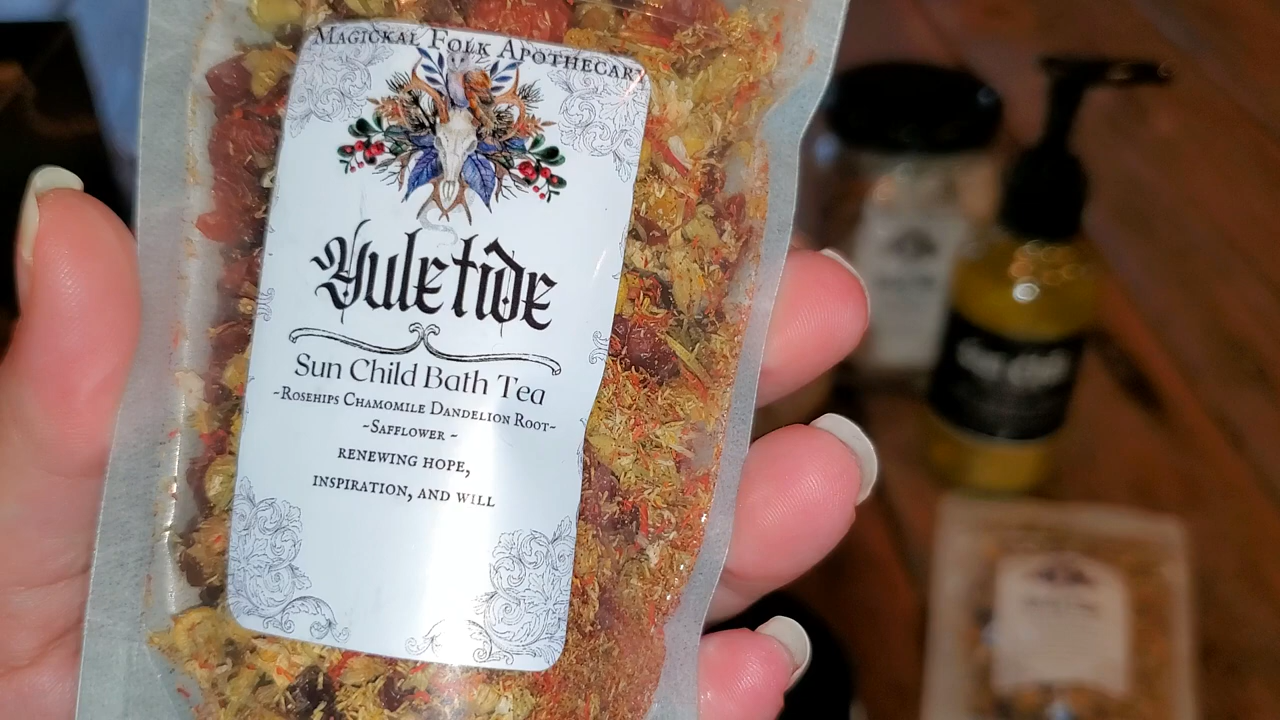 Magickal Folk Apothecary
Yuletide
Sun Child Bath Tea
~Rosehips Chamomile Dandelion Root~
~Safflower ~
renewing hope,
inspiration, and will